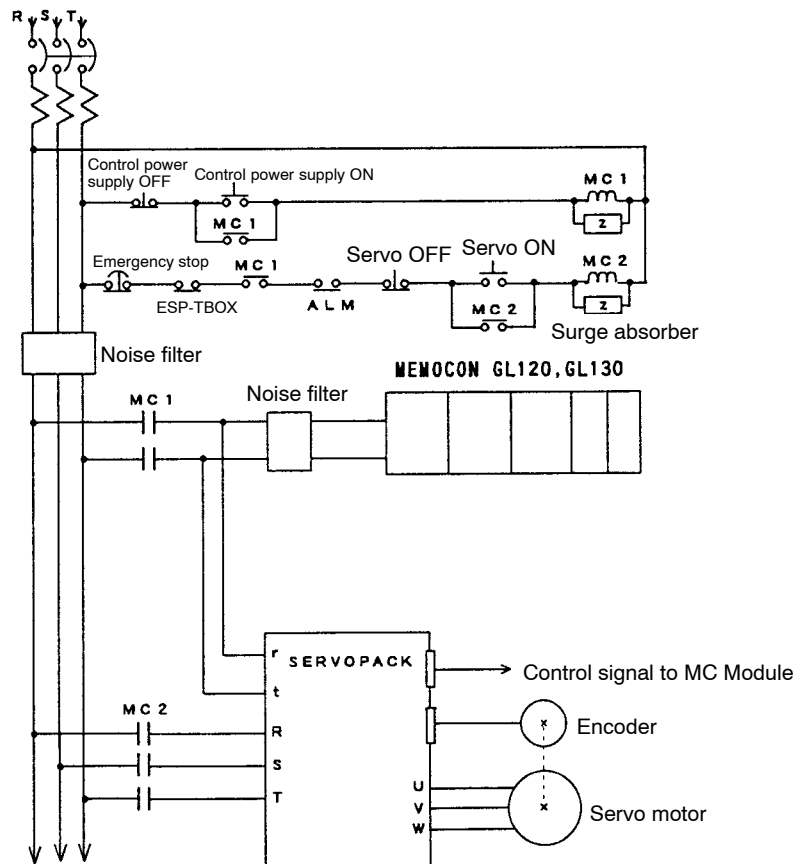 R S T
Control power
supply OFF
Control power supply ON
MC1
MC1
z
Emergency stop
ESP-TBOX
MC1
ALM
Servo OFF
Servo ON
MC2
MC2
z
Surge absorber
Noise filter
MEMOCON GL120,GL130
MC1
Noise filter
r
SERVOPACK
t
Control signal to MC Module
MC2
R
S
T
Encoder
U
V
W
Servo motor